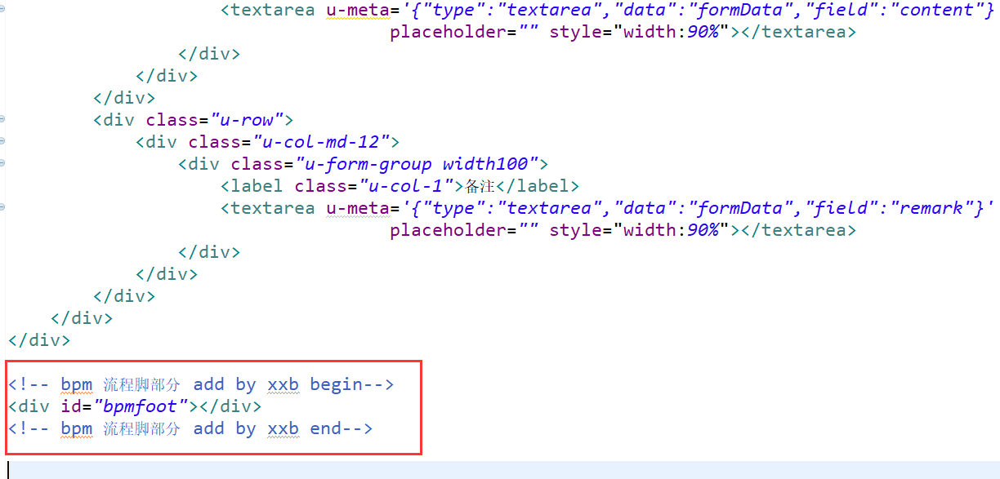 <textarea u-meta='{"type":"textarea","data":"formData","field":"content"}
placeholder="" style="width:90%"></textarea>
</div>
</div>
</div>
<div class="u-row">
<div class="u-col-md-12">
<div class="u-form-group width100">
<label class="u-col-1">备注</label>
<textarea u-meta='{"type":"textarea","data":"formData","field":"remark"}'
placeholder="" style="width:90%"></textarea>
</div>
</div>
</div>
</div>
</div>
<!-- bpm 流程脚部分 add by xxb begin-->
<div id="bpmfoot"></div>
<!-- bpm 流程脚部分 add by xxb end-->